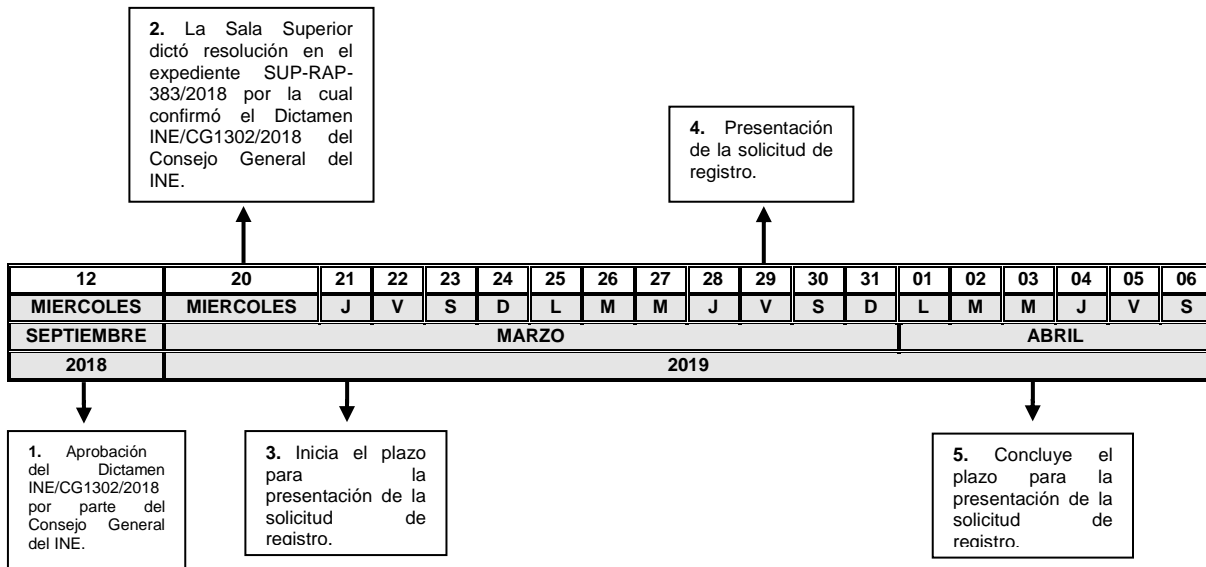 2. La Sala Superior
dictó resolución en el
expediente SUP-RAP-
383/2018 por la cual
confirmó el Dictamen
INE/CG1302/2018 del
Consejo General del
INE.
4. Presentación
de la solicitud de
registro.
12 20 21 22 23 24 25 26 27 28 29 30 31 01 02 03 04 05 06
MIERCOLES MIERCOLES J V S D L M M J V S D L M M J V S
SEPTIEMBRE MARZO ABRIL
2018 2019
1. Aprobación
del Dictamen
INE/CG1302/2018
por parte del
Consejo General
del INE.
3. Inicia el plazo
para la
presentación de la
solicitud de
registro.
5. Concluye el
plazo para la
presentación de la
solicitud de
registro.